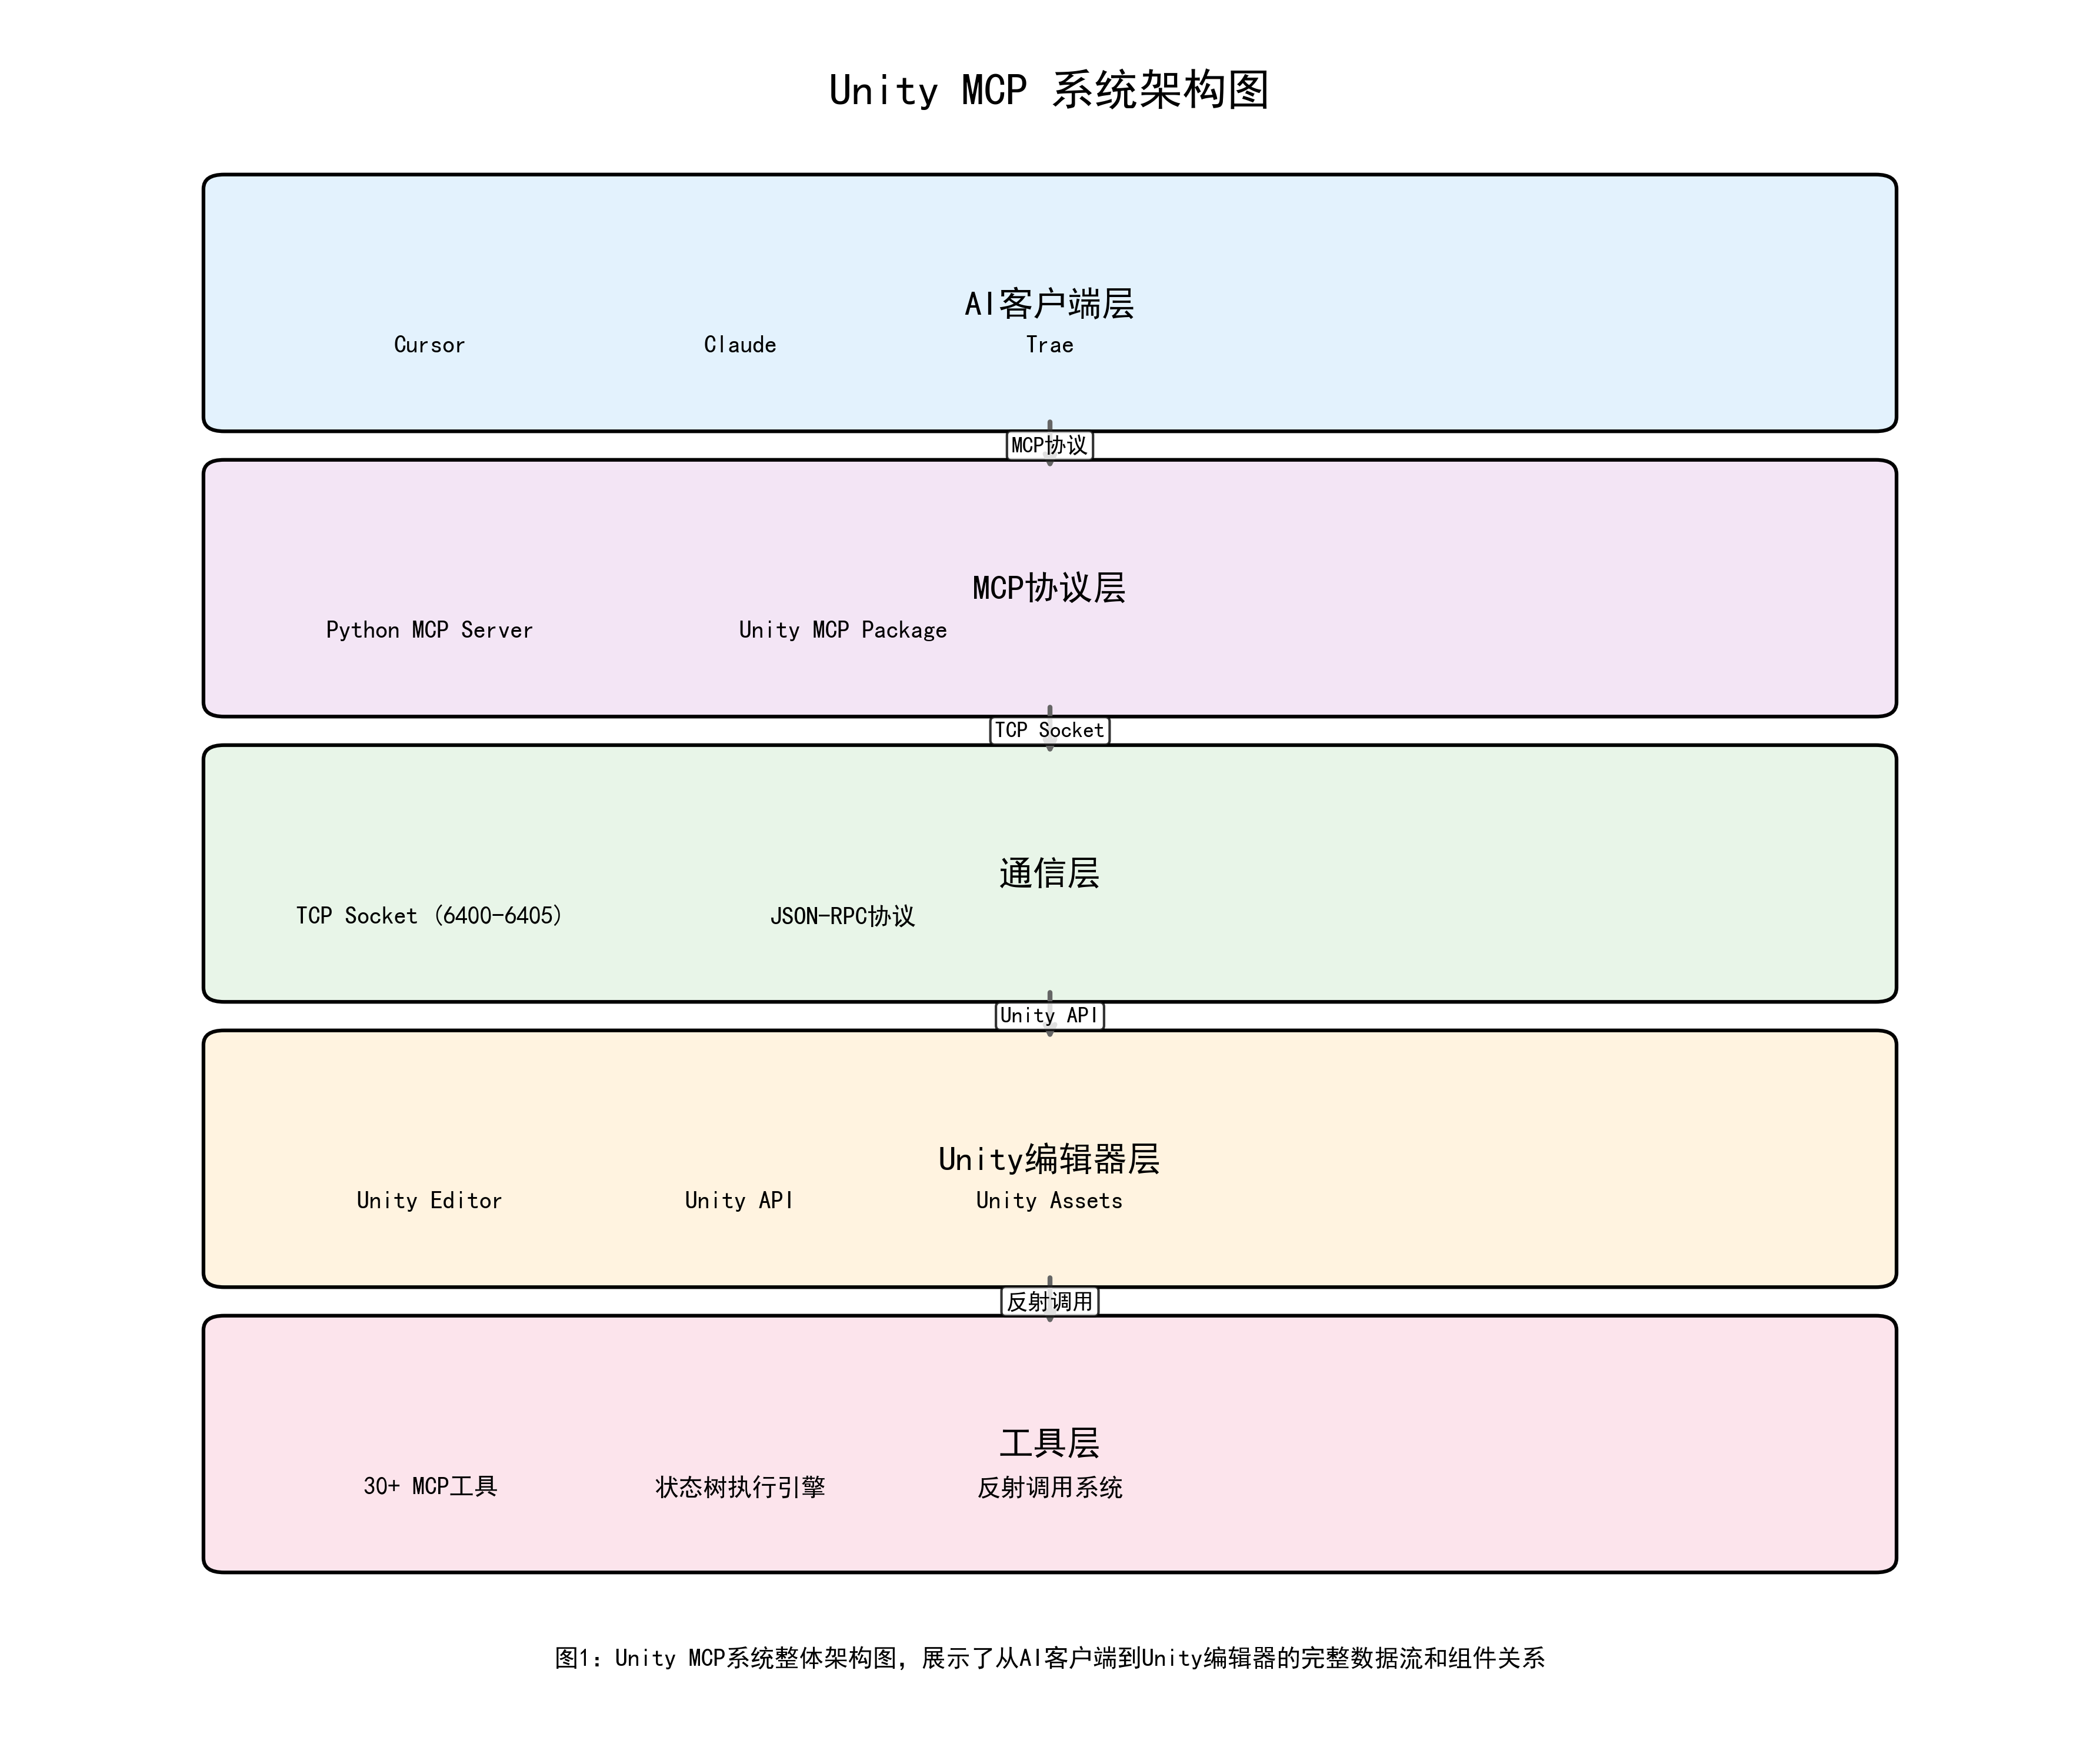 Unity MCP 系统架构图
AI客户端层
Cursor Claude Trae
MCP协议
MCP协议层
Python MCP Server Unity MCP Package
TCP Socket
通信层
TCP Socket (6400-6405) JSON-RPC协议
Unity API
Unity编辑器层
Unity Editor Unity API Unity Assets
反射调用
工具层
30+ MCP工具 状态树执行引擎 反射调用系统
图1：Unity MCP系统整体架构图，展示了从AI客户端到Unity编辑器的完整数据流和组件关系